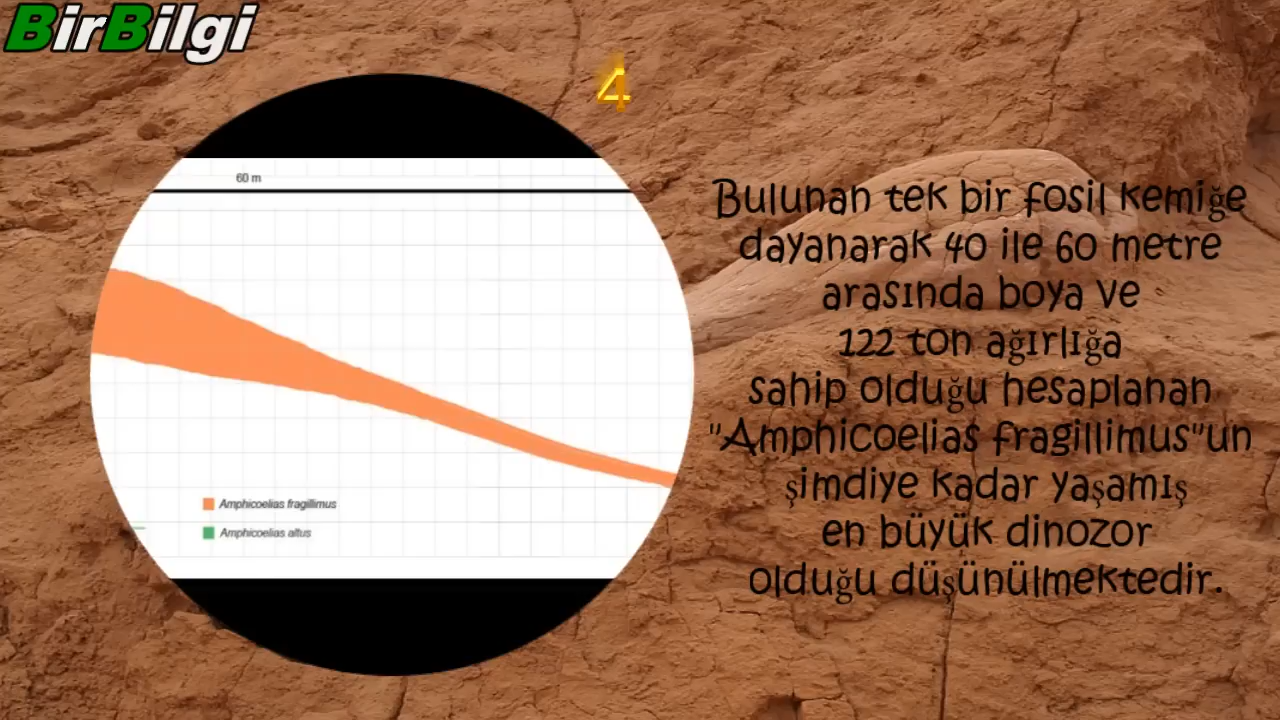 BirBilgi
4
60 m
Amphicoelias fragillimus
Amphicoelias altus
Bulunan tek bir fosil kemiğe
dayanarak 40 ile 60 metre
arasında boya ve
122 ton ağırlığa
sahip olduğu hesaplanan
"Amphicoelias fragillimus"un
şimdiye kadar yaşamış
en büyük dinozor
olduğu düşünülmektedir.